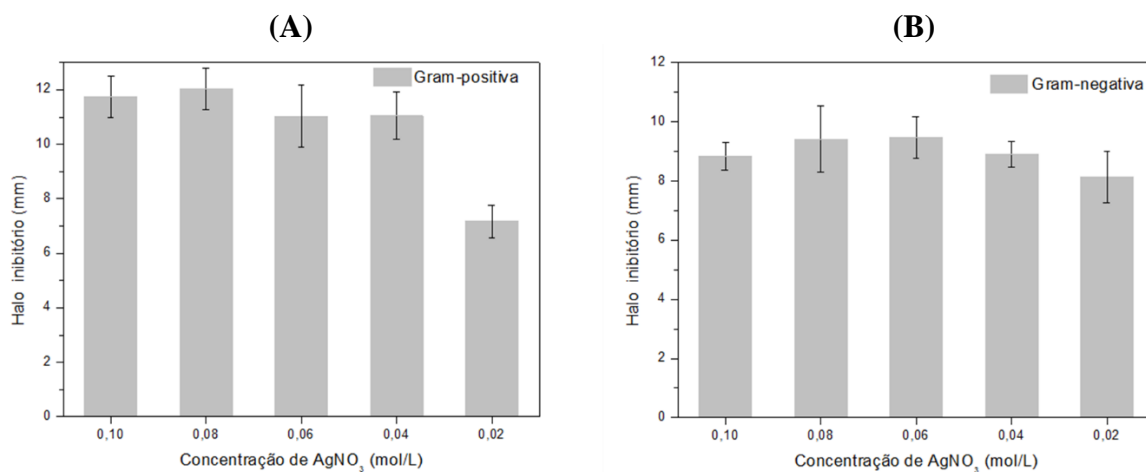 (A)
12
10
8
6
4
2
0
Halo inibitório (mm)
Gram-positiva
0,10 0,08 0,06 0,04 0,02
Concentração de AgNO3 (mol/L)
(B)
12
10
8
6
4
2
0
Halo inibitório (mm)
Gram-negativa
0,10 0,08 0,06 0,04 0,02
Concentração de AgNO3 (mol/L)